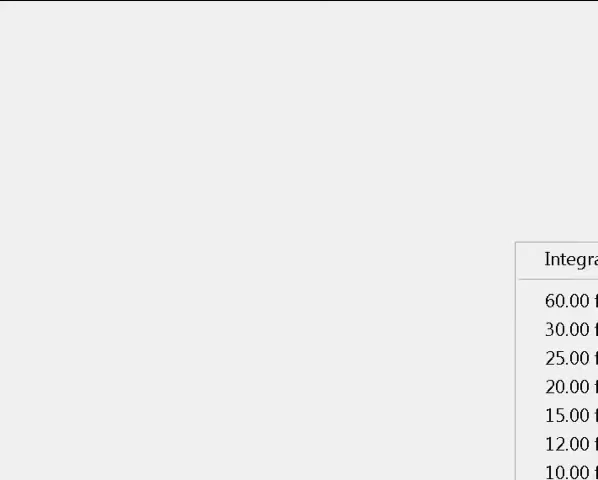 Integra
60.00 f
30.00 f
25.00 f
20.00 f
15.00 f
12.00 f
10.00 f